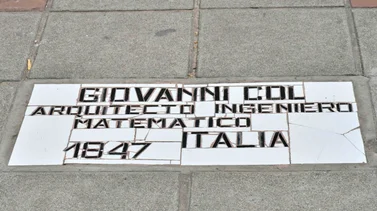 GIOVANNI COL
ARQUITECTO INGENIERO
MATEMATICO
1847 ITALIA